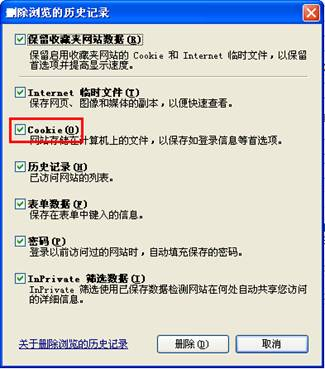 删除浏览的历史记录
保留收藏夹网站数据(R)
保留启用收藏夹网站的 Cookie 和 Internet 临时文件，以保留
首选项并提高显示速度。
Internet 临时文件(T)
保存网页、图像和媒体的副本，以便快速查看。
Cookie(O)
网站存储在计算机上的文件，以保存如登录信息等首选项。
历史记录(H)
已访问网站的列表。
表单数据(F)
保存在表单中键入的信息。
密码(P)
登录以前访问过的网站时，自动填充保存的密码。
InPrivate 筛选数据(I)
InPrivate 筛选使用已保存数据检测网站在何处自动共享您访问
的详细信息。
关于删除浏览的历史记录
删除(D)
取消